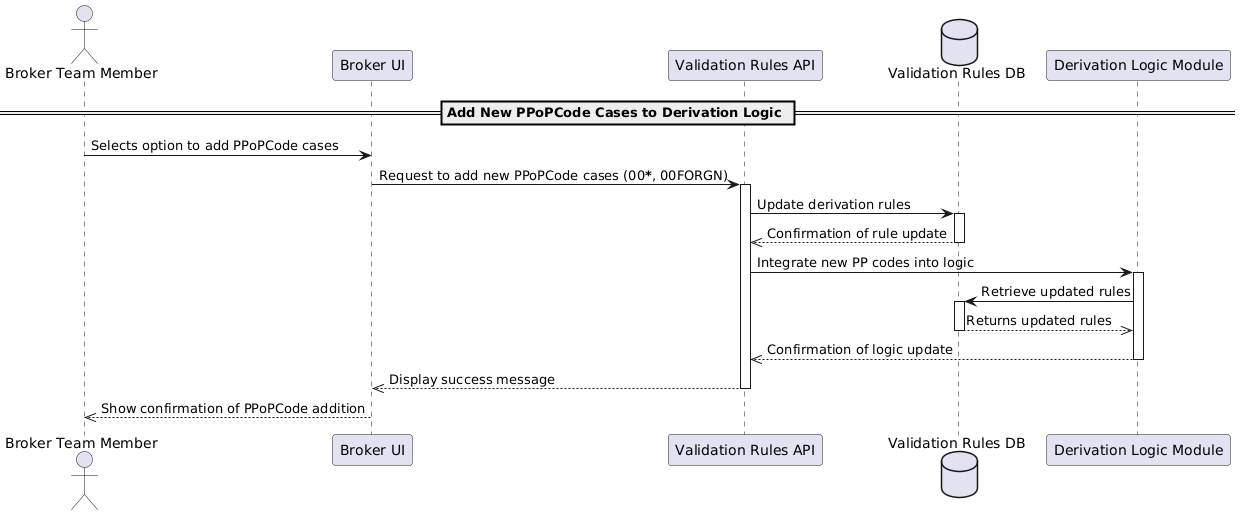 Broker Team Member
Broker UI
Validation Rules API
Validation Rules DB
Derivation Logic Module
Add New PPoPCode Cases to Derivation Logic
Selects option to add PPoPCode cases
Request to add new PPoPCode cases (00*, 00FORGN)
Update derivation rules
Confirmation of rule update
Integrate new PP codes into logic
Retrieve updated rules
Returns updated rules
Confirmation of logic update
Display success message
Show confirmation of PPoPCode addition
Broker Team Member
Broker UI
Validation Rules API
Validation Rules DB
Derivation Logic Module